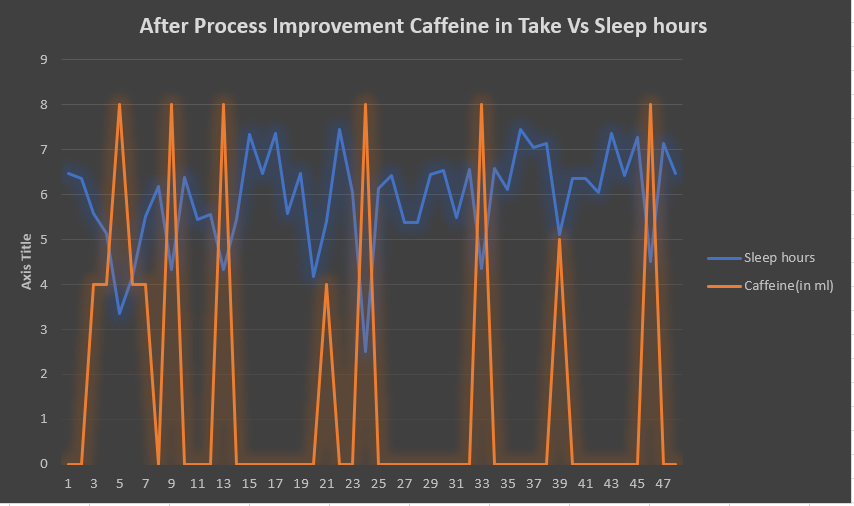 After Process Improvement Caffeine in Take Vs Sleep hours
9
8
7
6
5
4
3
2
1
0
Axis Title
1 3 5 7 9 11 13 15 17 19 21 23 25 27 29 31 33 35 37 39 41 43 45 47
Sleep hours
Caffeine(in ml)